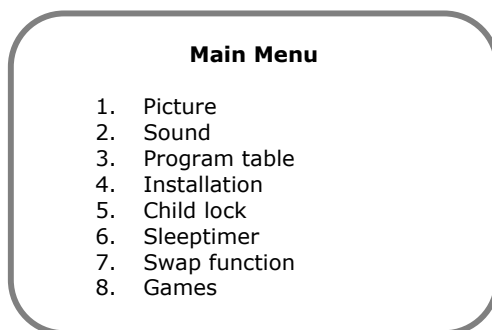 Main Menu
1. Picture
2. Sound
3. Program table
4. Installation
5. Child lock
6. Sleeptimer
7. Swap function
8. Games